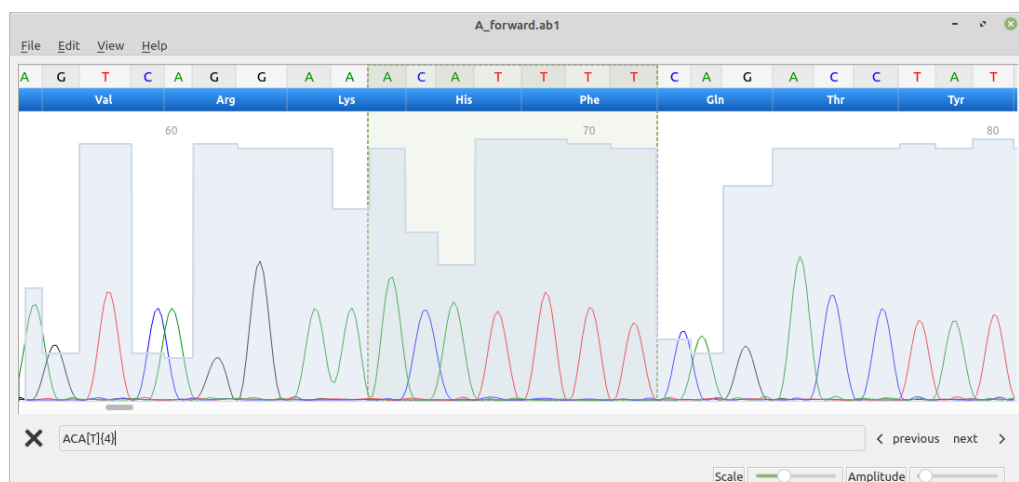 A_forward.ab1
File Edit View Help
A G T C A G G A A A C A T T T T C A G A C C T A T
Val Arg Lys His Phe Gln Thr Tyr
60 70 80
ACA[T]{4}
previous next
Scale Amplitude